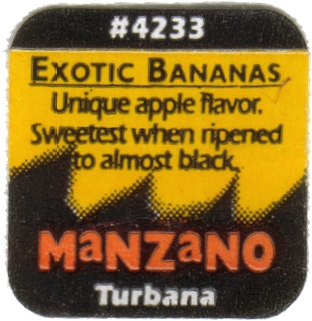 #4233
EXOTIC BANANAS
Unique apple flavor.
Sweetest when ripened
to almost black.
MaNZaNO
Turbana